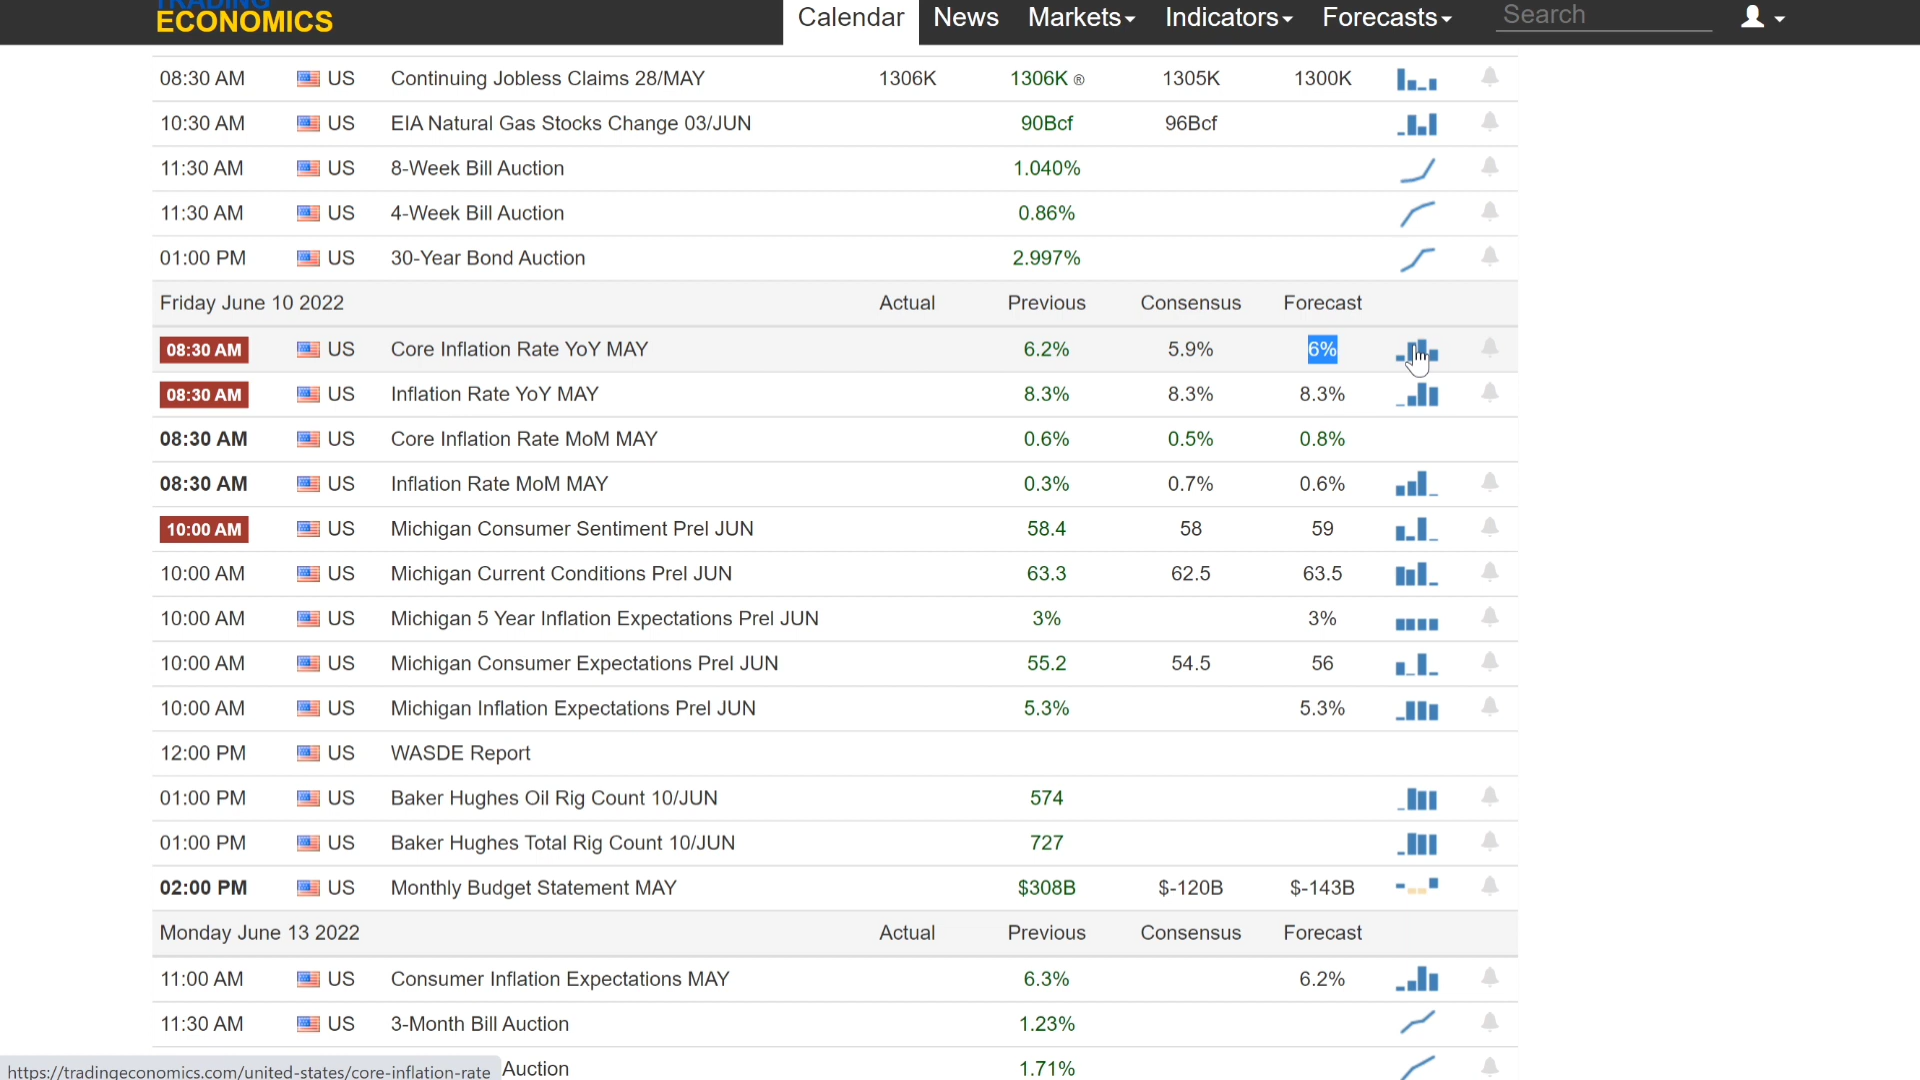 TRADING
ECONOMICS Calendar News Markets Indicators Forecasts Search
08:30 AM US Continuing Jobless Claims 28/MAY 1306K 1306K ® 1305K 1300K
10:30 AM US EIA Natural Gas Stocks Change 03/JUN 90Bcf 96Bcf
11:30 AM US 8-Week Bill Auction 1.040%
11:30 AM US 4-Week Bill Auction 0.86%
01:00 PM US 30-Year Bond Auction 2.997%
Friday June 10 2022 Actual Previous Consensus Forecast
08:30 AM US Core Inflation Rate YoY MAY 6.2% 5.9% 6%
08:30 AM US Inflation Rate YoY MAY 8.3% 8.3% 8.3%
08:30 AM US Core Inflation Rate MoM MAY 0.6% 0.5% 0.8%
08:30 AM US Inflation Rate MoM MAY 0.3% 0.7% 0.6%
10:00 AM US Michigan Consumer Sentiment Prel JUN 58.4 58 59
10:00 AM US Michigan Current Conditions Prel JUN 63.3 62.5 63.5
10:00 AM US Michigan 5 Year Inflation Expectations Prel JUN 3% 3%
10:00 AM US Michigan Consumer Expectations Prel JUN 55.2 54.5 56
10:00 AM US Michigan Inflation Expectations Prel JUN 5.3% 5.3%
12:00 PM US WASDE Report
01:00 PM US Baker Hughes Oil Rig Count 10/JUN 574
01:00 PM US Baker Hughes Total Rig Count 10/JUN 727
02:00 PM US Monthly Budget Statement MAY $308B $-120B $-143B
Monday June 13 2022 Actual Previous Consensus Forecast
11:00 AM US Consumer Inflation Expectations MAY 6.3% 6.2%
11:30 AM US 3-Month Bill Auction 1.23%
https://tradingeconomics.com/united-states/core-inflation-rate Auction 1.71%